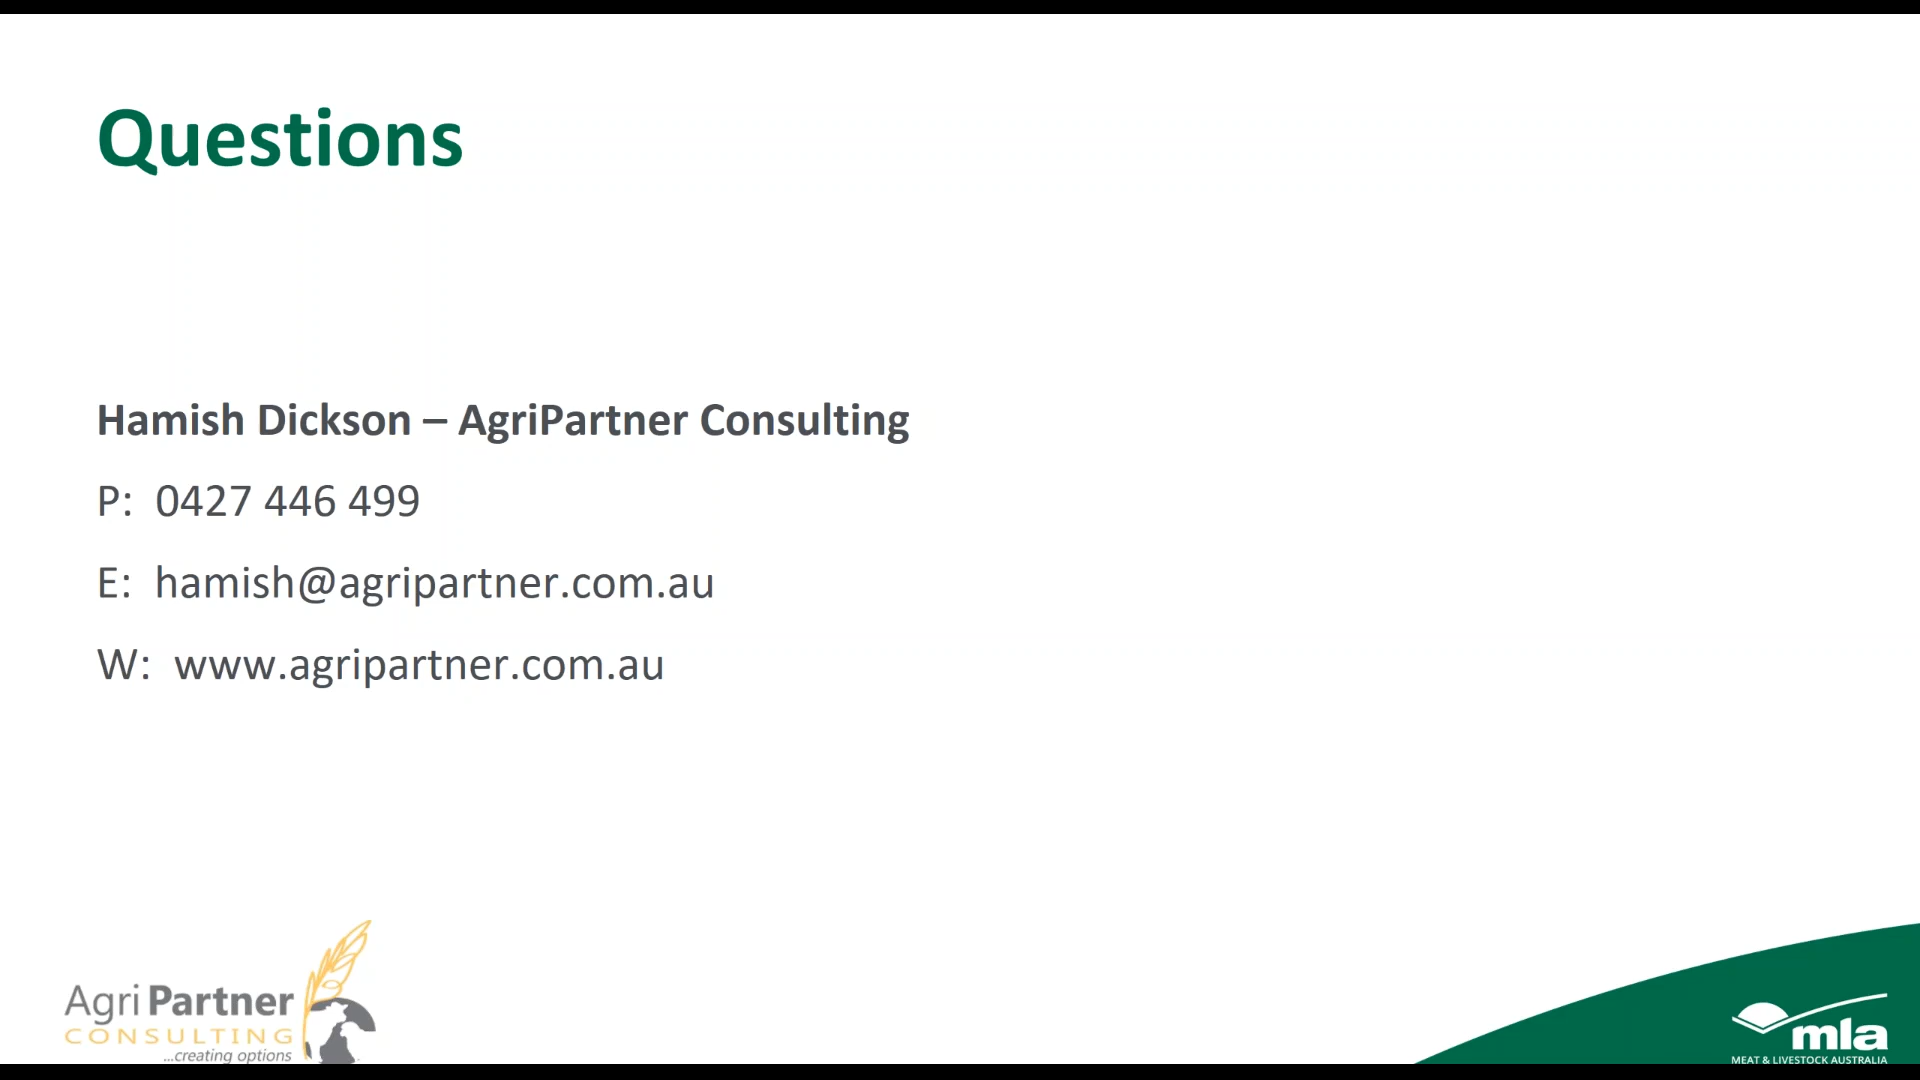 Questions
Hamish Dickson – AgriPartner Consulting
P: 0427 446 499
E: hamish@agripartner.com.au
W: www.agripartner.com.au
Agri Partner
CONSULTING
...creating options
mla
MEAT & LIVESTOCK AUSTRALIA